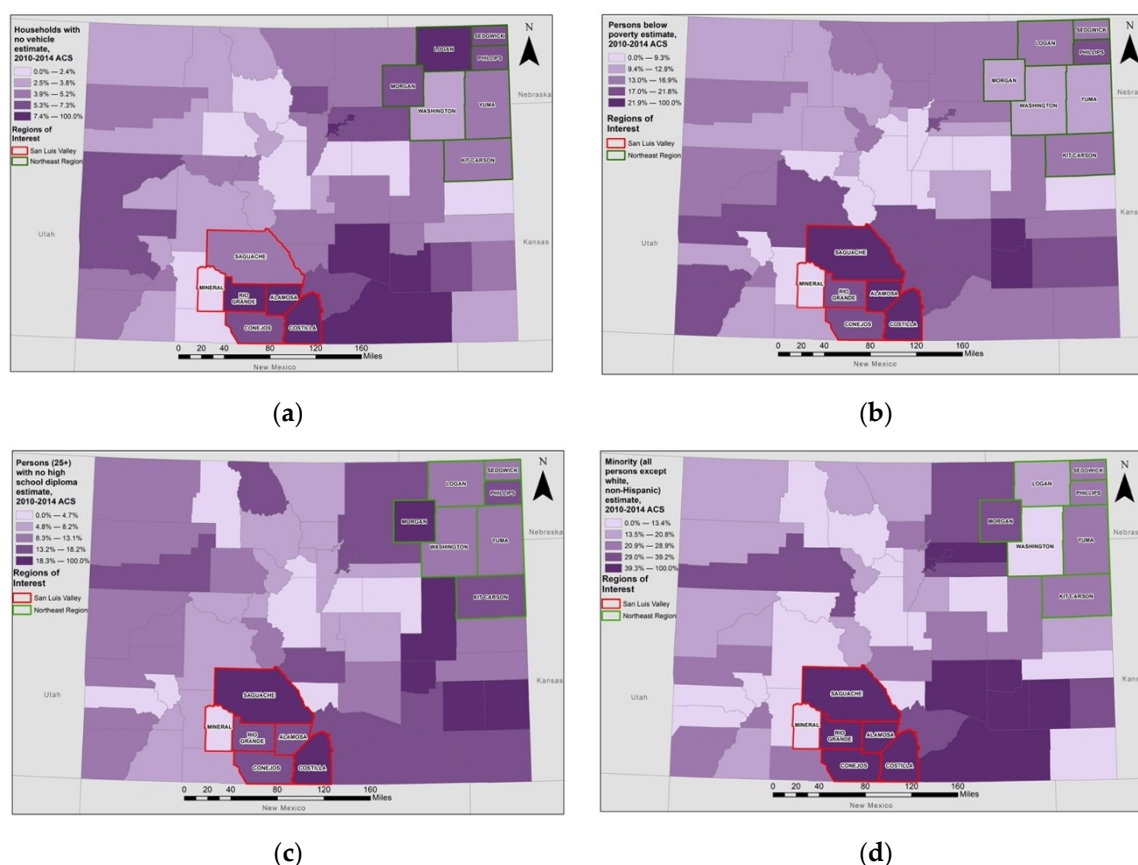 Households with
no vehicle
estimate,
2010-2014 ACS
0.0% — 2.4%
2.5% — 3.8%
3.9% — 5.2%
5.3% — 7.3%
7.4% — 100.0%
Regions of
Interest
San Luis Valley
Northeast Region
N
LOGAN
SEDGWICK
PHILLIPS
MORGAN
WASHINGTON
YUMA
KIT CARSON
Nebraska
Utah
Kansas
SAGUACHE
MINERAL
RIO
GRANDE
ALAMOSA
CONEJOS
COSTILLA
0 20 40 80 120 160
Miles
New Mexico
(a)
Persons below
poverty estimate,
2010-2014 ACS
0.0% — 9.3%
9.4% — 12.9%
13.0% — 16.9%
17.0% — 21.8%
21.9% — 100.0%
Regions of
Interest
San Luis Valley
Northeast Region
N
LOGAN
SEDGWICK
PHILLIPS
MORGAN
WASHINGTON
YUMA
KIT CARSON
Nebraska
Utah
Kansas
SAGUACHE
MINERAL
RIO
GRANDE
ALAMOSA
CONEJOS
COSTILLA
0 20 40 80 120 160
Miles
New Mexico
(b)
Persons (25+)
with no high
school diploma
estimate,
2010-2014 ACS
0.0% — 4.7%
4.8% — 8.2%
8.3% — 13.1%
13.2% — 18.2%
18.3% — 100.0%
Regions of
Interest
San Luis Valley
Northeast Region
N
LOGAN
SEDGWICK
PHILLIPS
MORGAN
WASHINGTON
YUMA
KIT CARSON
Nebraska
Utah
Kansas
SAGUACHE
MINERAL
RIO
GRANDE
ALAMOSA
CONEJOS
COSTILLA
0 20 40 80 120 160
Miles
New Mexico
(c)
Minority (all
persons except
white,
non-Hispanic)
estimate,
2010-2014 ACS
0.0% — 13.4%
13.5% — 20.8%
20.9% — 28.9%
29.0% — 39.2%
39.3% — 100.0%
Regions of
Interest
San Luis Valley
Northeast Region
N
LOGAN
SEDGWICK
PHILLIPS
MORGAN
WASHINGTON
YUMA
KIT CARSON
Nebraska
Utah
Kansas
SAGUACHE
MINERAL
RIO
GRANDE
ALAMOSA
CONEJOS
COSTILLA
0 20 40 80 120 160
Miles
New Mexico
(d)